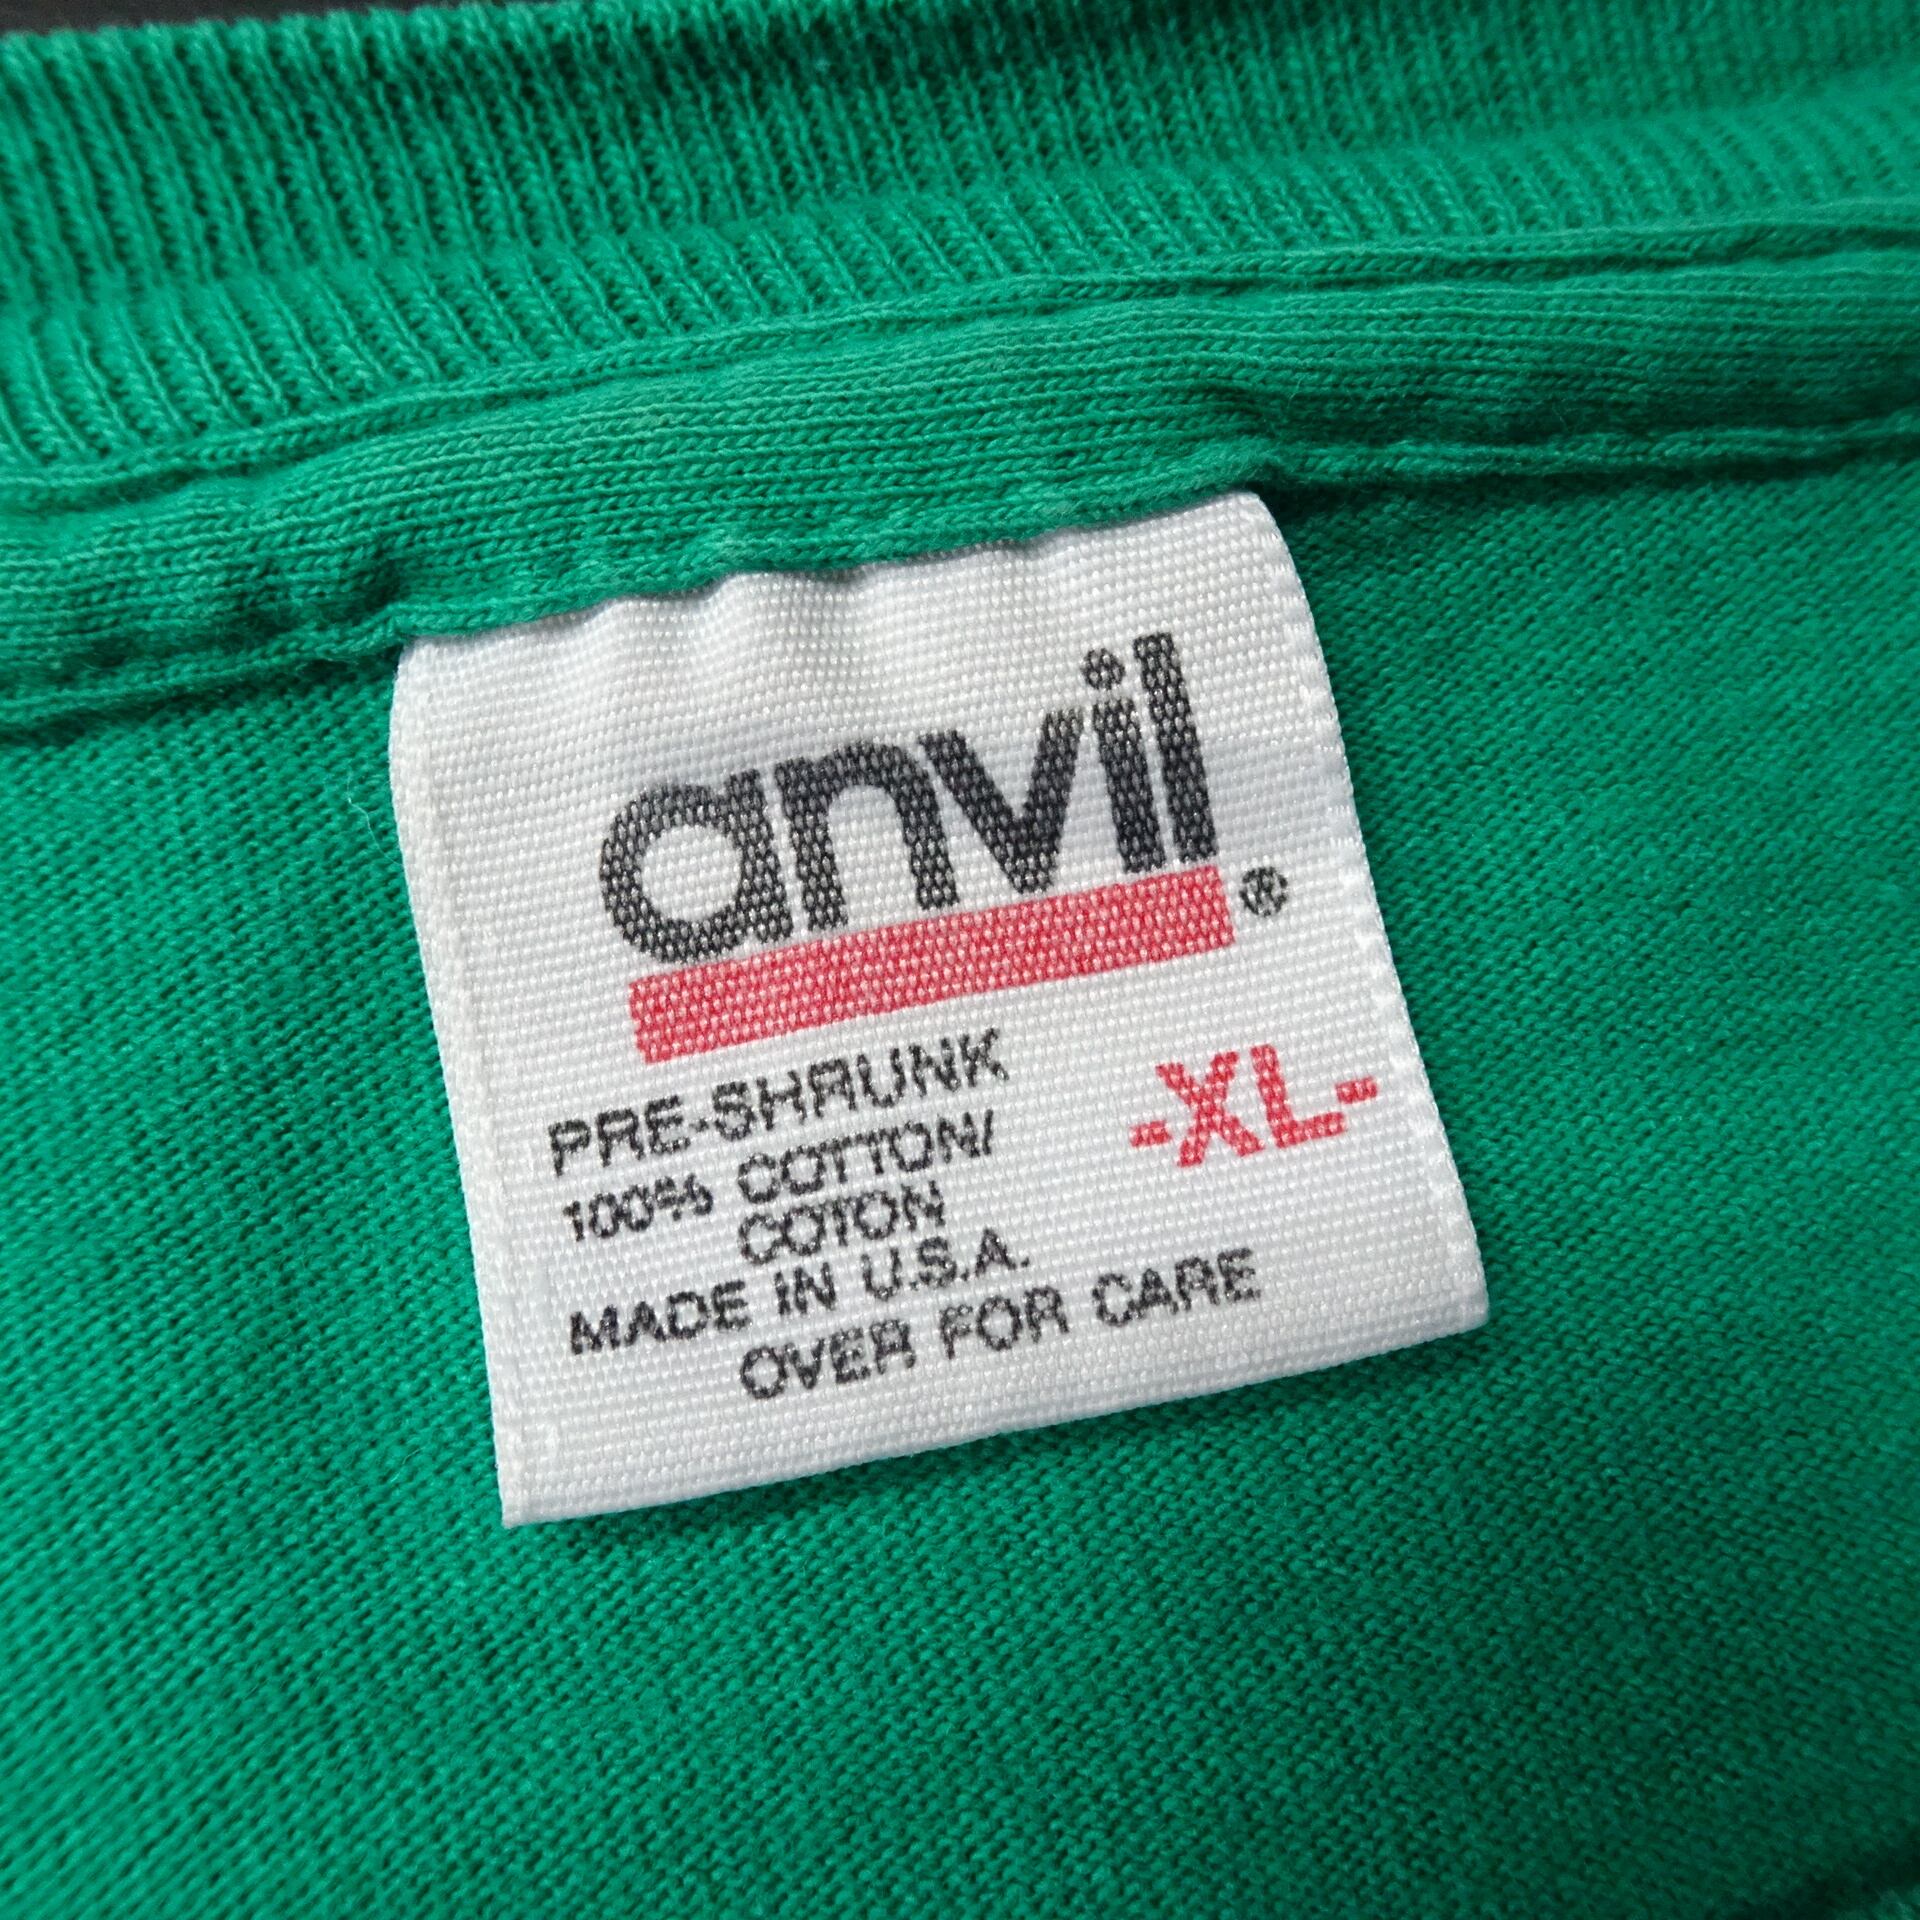 anvil®
PRE-SHRUNK
100% COTTON/
COTON
MADE IN U.S.A.
OVER FOR CARE
-XL-